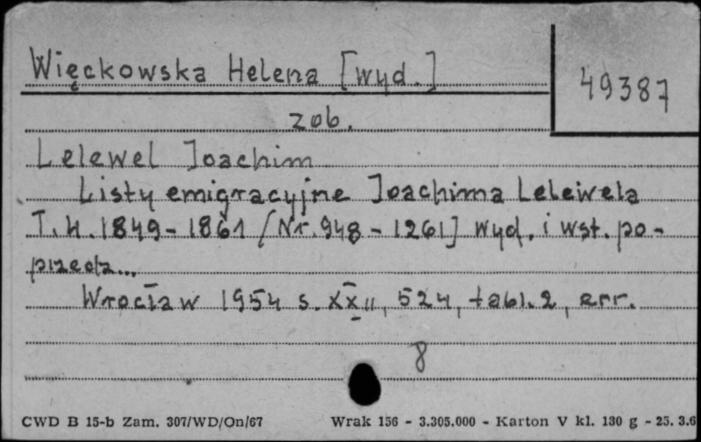 Więckowska Helena [wyd.]
49387
zob.
Lelewel Joachim
Listy emigracyjne Joachima Lelewela
T. 4. 1849 - 1861 [Nr. 948 - 1261] wyd. i wst. po-
przedz...
Wrocław 1954 s. XXII, 524, tabl. 2, err.
8
CWD B 15-b Zam. 307/WD/On/67 Wrak 156 - 3.305.000 - Karton V kl. 130 g - 25. 3.6